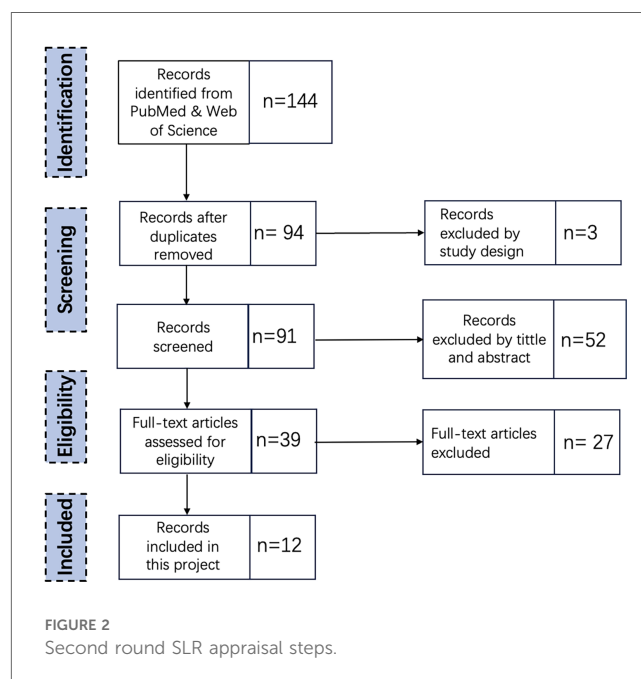 Identification
Records
identified from
PubMed & Web
of Science
n=144
Screening
Records after
duplicates
removed
n= 94
Records
excluded by
study design
n=3
Records
screened
n=91
Records
excluded by tittle
and abstract
n=52
Eligibility
Full-text articles
assessed for
eligibility
n=39
Full-text articles
excluded
n= 27
Included
Records
included in
this project
n=12
FIGURE 2
Second round SLR appraisal steps.